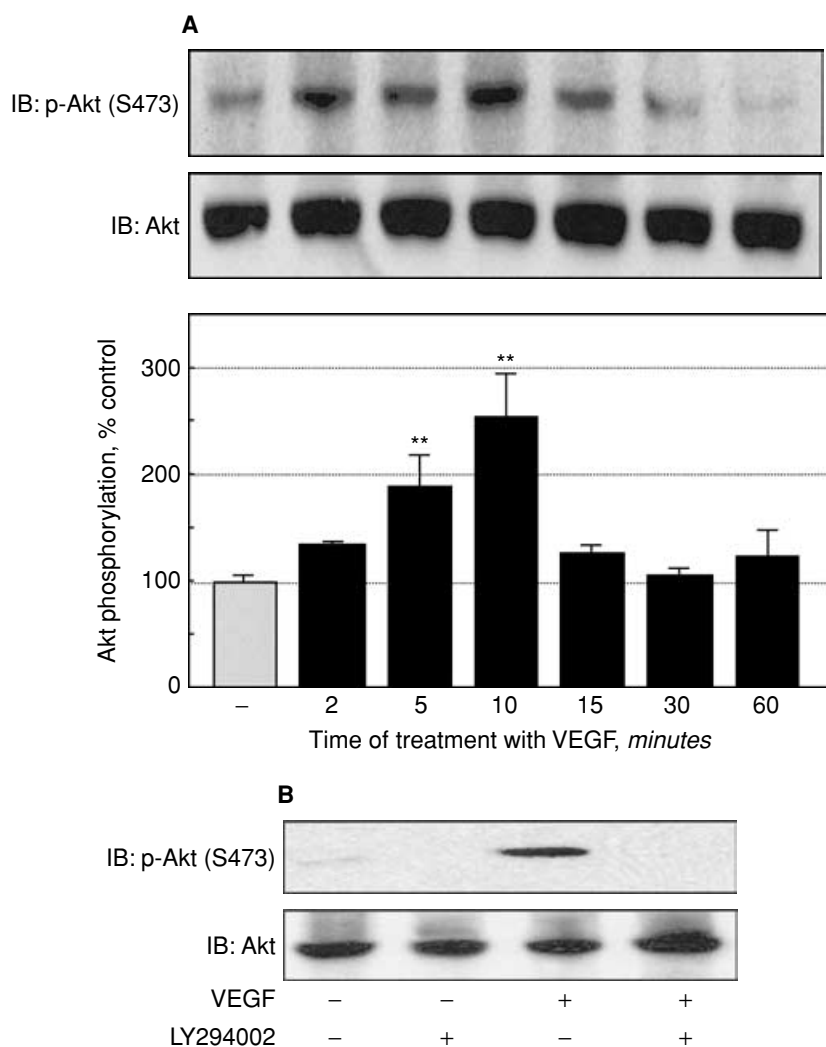 A
IB: p-Akt (S473)
IB: Akt
Akt phosphorylation, % control
300
200
100
0
** **
– 2 5 10 15 30 60
Time of treatment with VEGF, minutes
B
IB: p-Akt (S473)
IB: Akt
VEGF – – + +
LY294002 – + – +